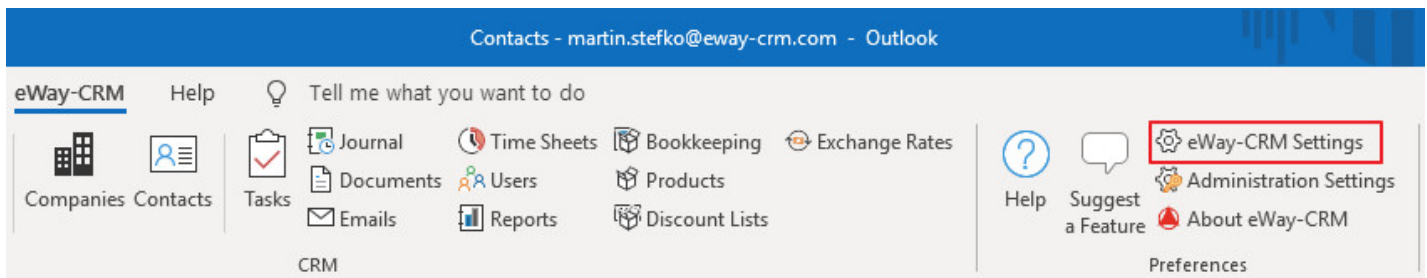 Contacts - martin.stefko@eway-crm.com - Outlook
eWay-CRM Help Tell me what you want to do
Journal Time Sheets Bookkeeping Exchange Rates eWay-CRM Settings
Documents Users Products Administration Settings
Companies Contacts Tasks Help Suggest
a Feature
Emails Reports Discount Lists About eWay-CRM
CRM Preferences